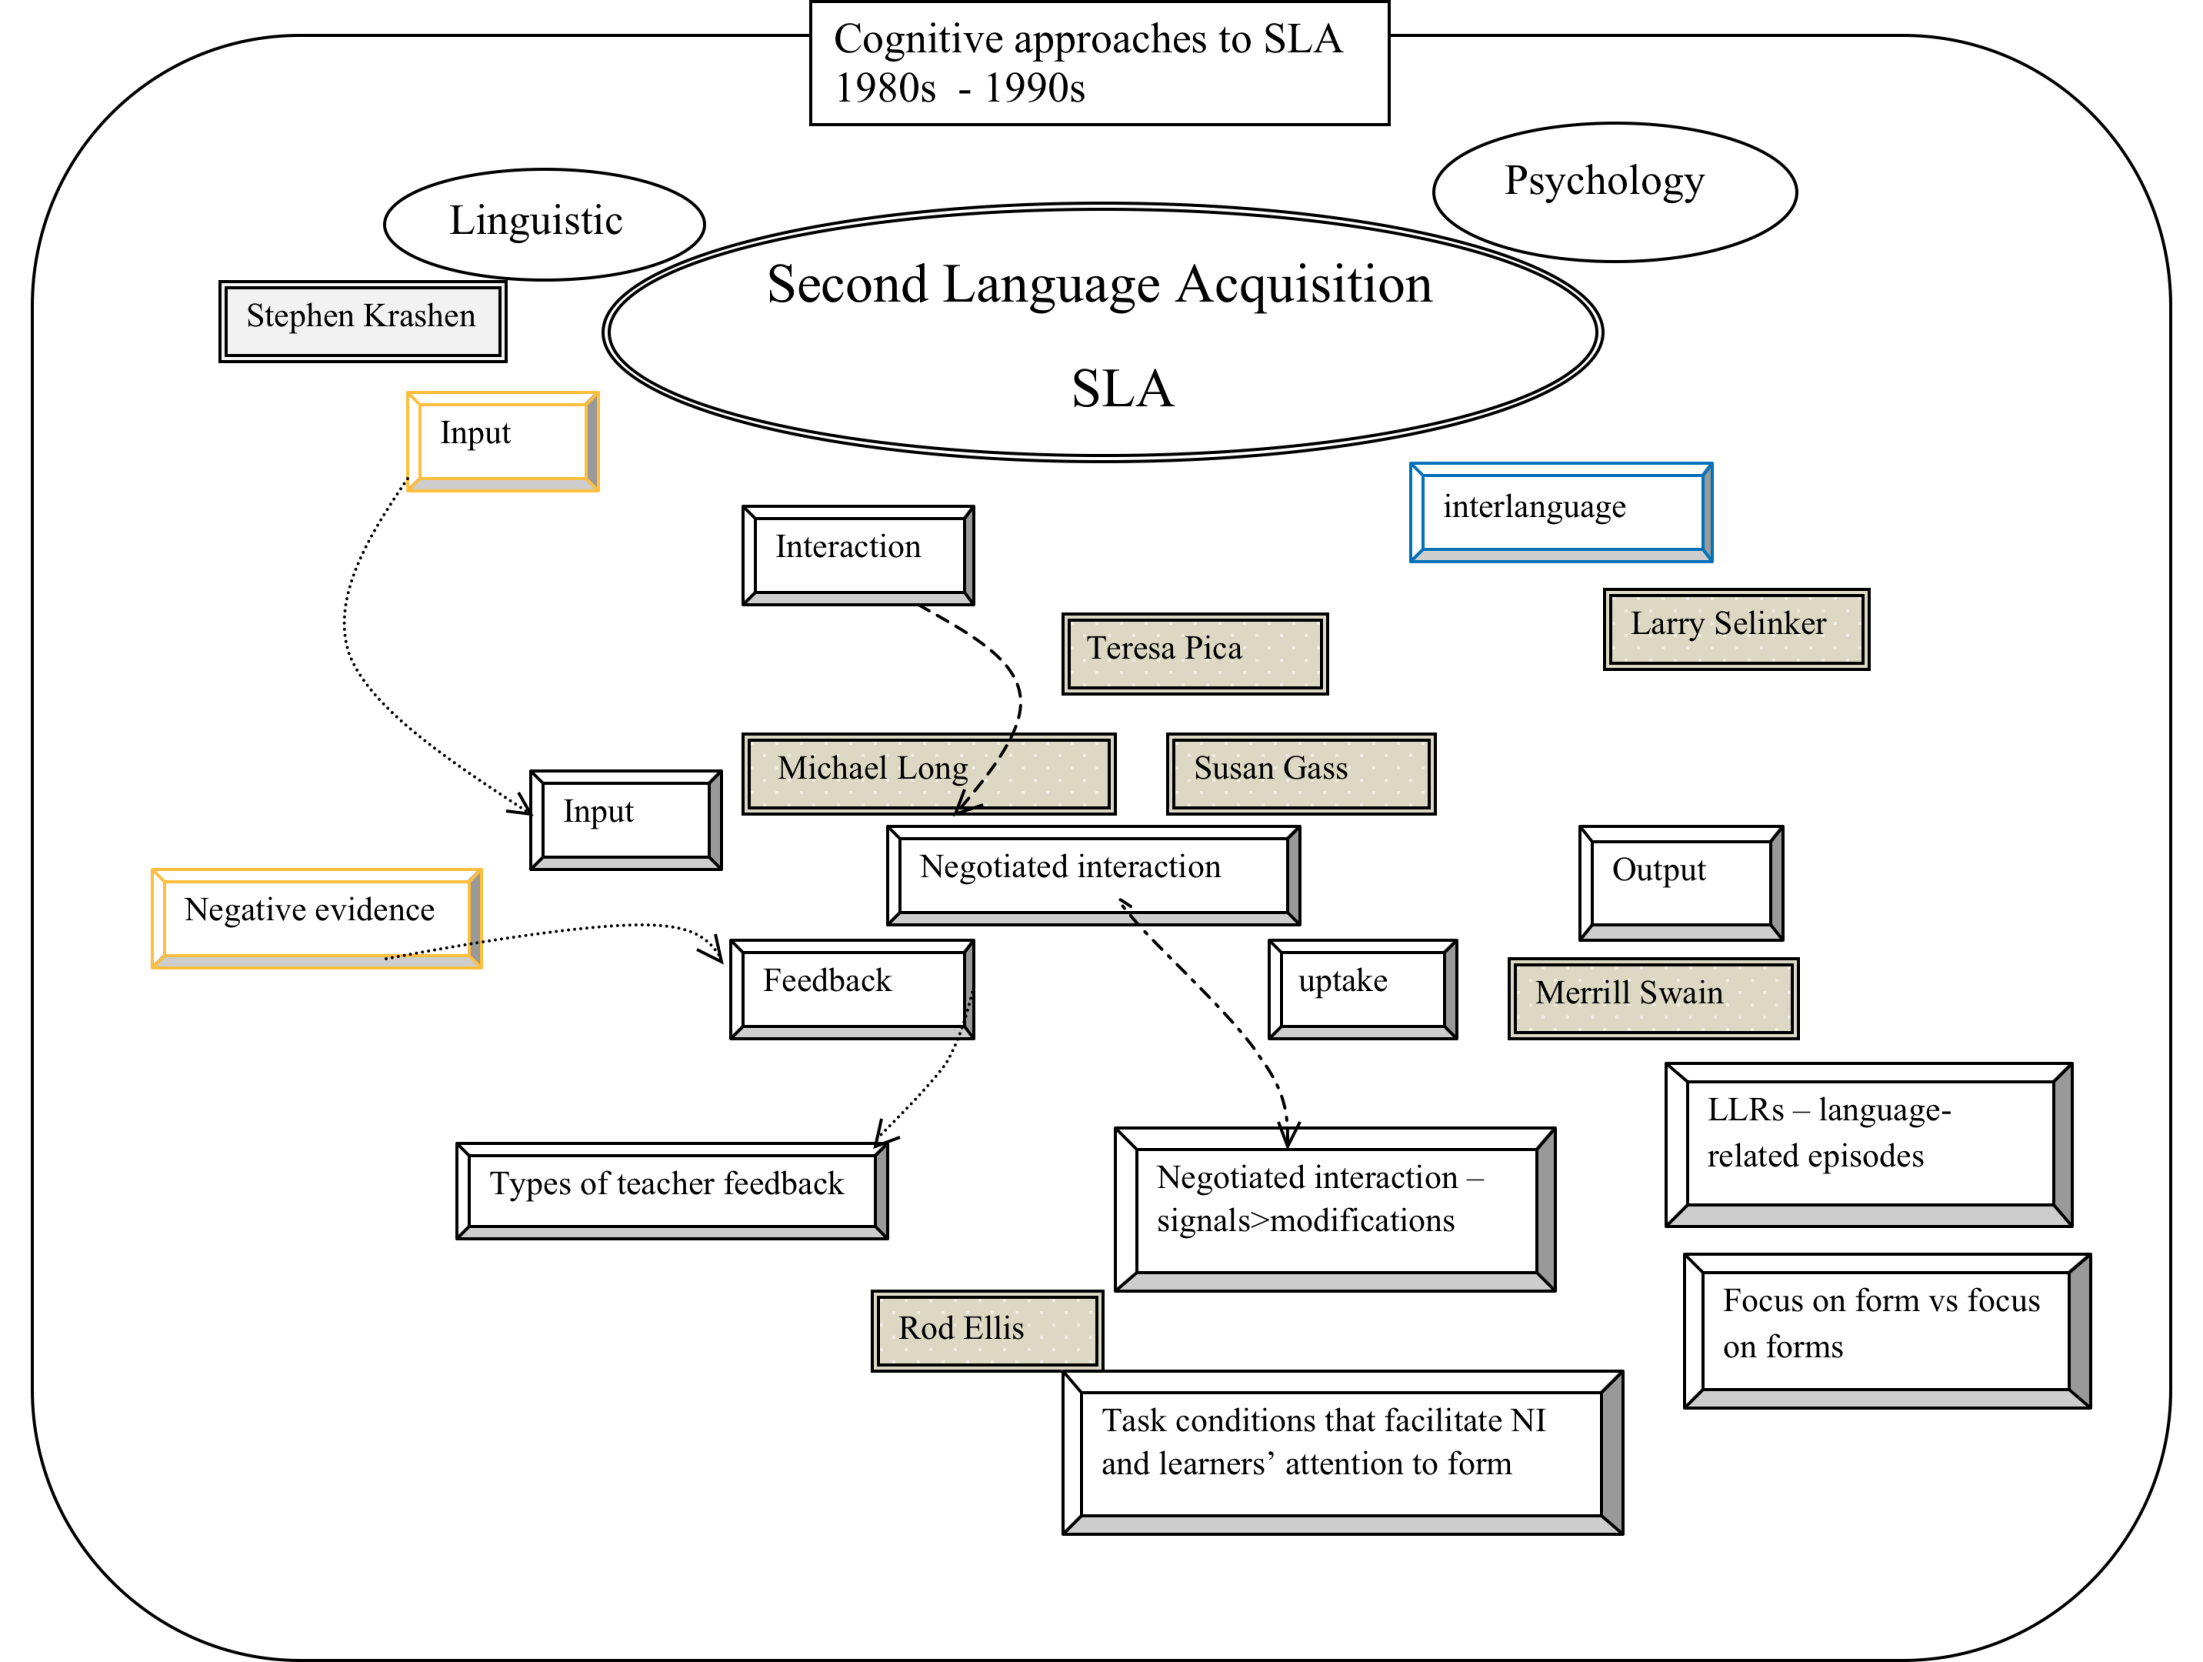 Cognitive approaches to SLA
1980s - 1990s
Psychology
Linguistic
Second Language Acquisition
SLA
Stephen Krashen
Input
interlanguage
Interaction
Larry Selinker
Teresa Pica
Michael Long
Susan Gass
Input
Negotiated interaction
Output
Negative evidence
Feedback
uptake
Merrill Swain
LLRs – language-
related episodes
Types of teacher feedback
Negotiated interaction –
signals>modifications
Focus on form vs focus
on forms
Rod Ellis
Task conditions that facilitate NI
and learners’ attention to form